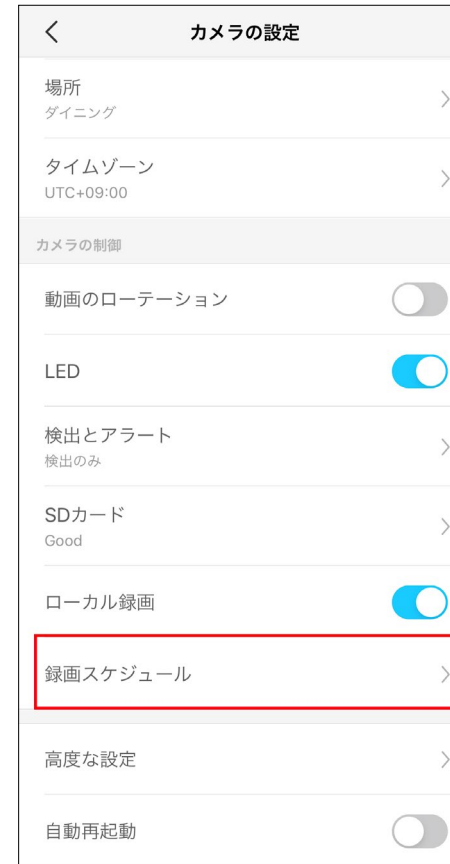 カメラの設定
場所
ダイニング
タイムゾーン
UTC+09:00
カメラの制御
動画のローテーション
LED
検出とアラート
検出のみ
SDカード
Good
ローカル録画
録画スケジュール
高度な設定
自動再起動